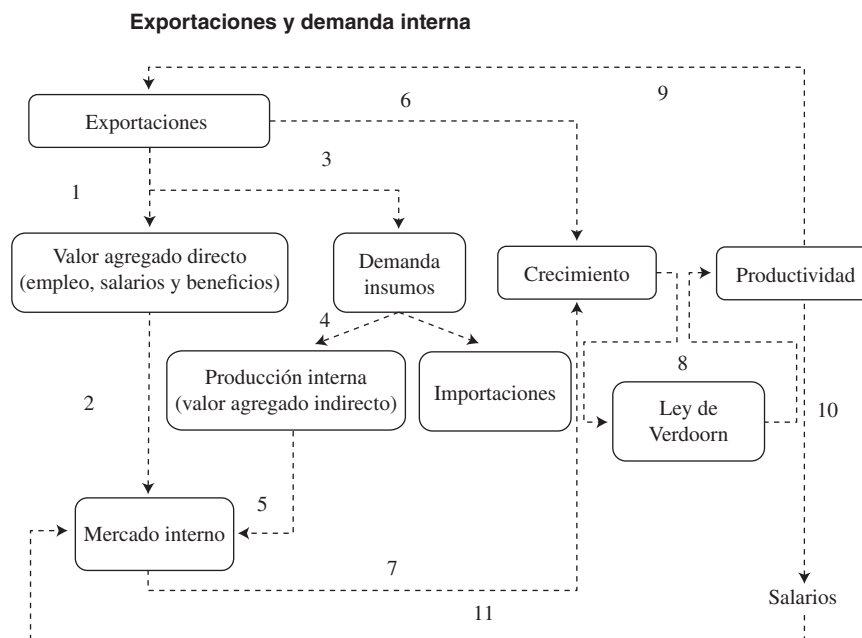 Exportaciones y demanda interna
9
6
Exportaciones
3
1
Valor agregado directo
(empleo, salarios y beneficios)
Demanda
insumos
Crecimiento
Productividad
4
Producción interna
(valor agregado indirecto)
Importaciones
8
Ley de
Verdoorn
2
10
5
Mercado interno
7
Salarios
11